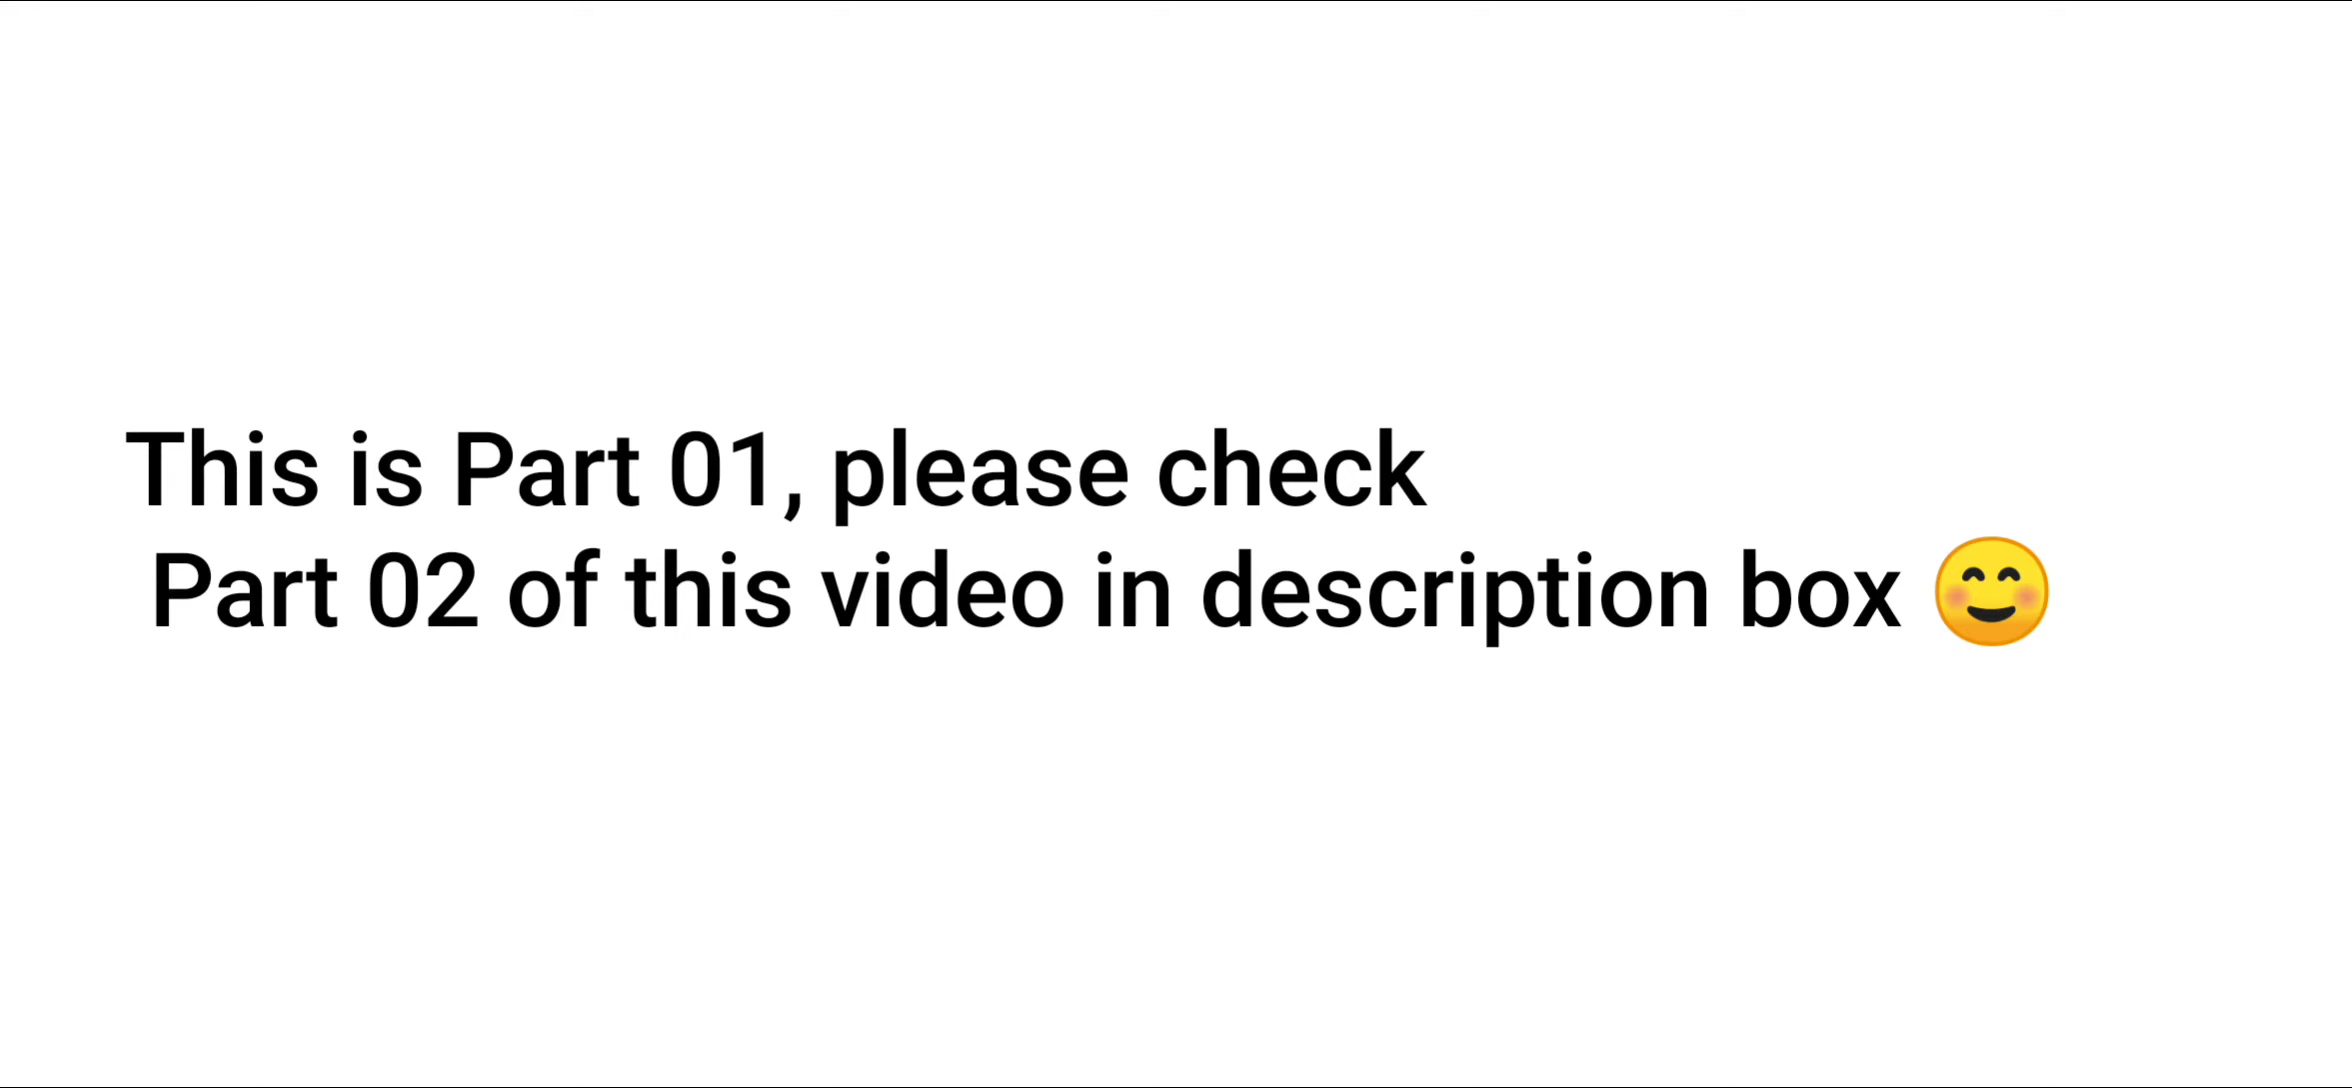 This is Part 01, please check
Part 02 of this video in description box 😊